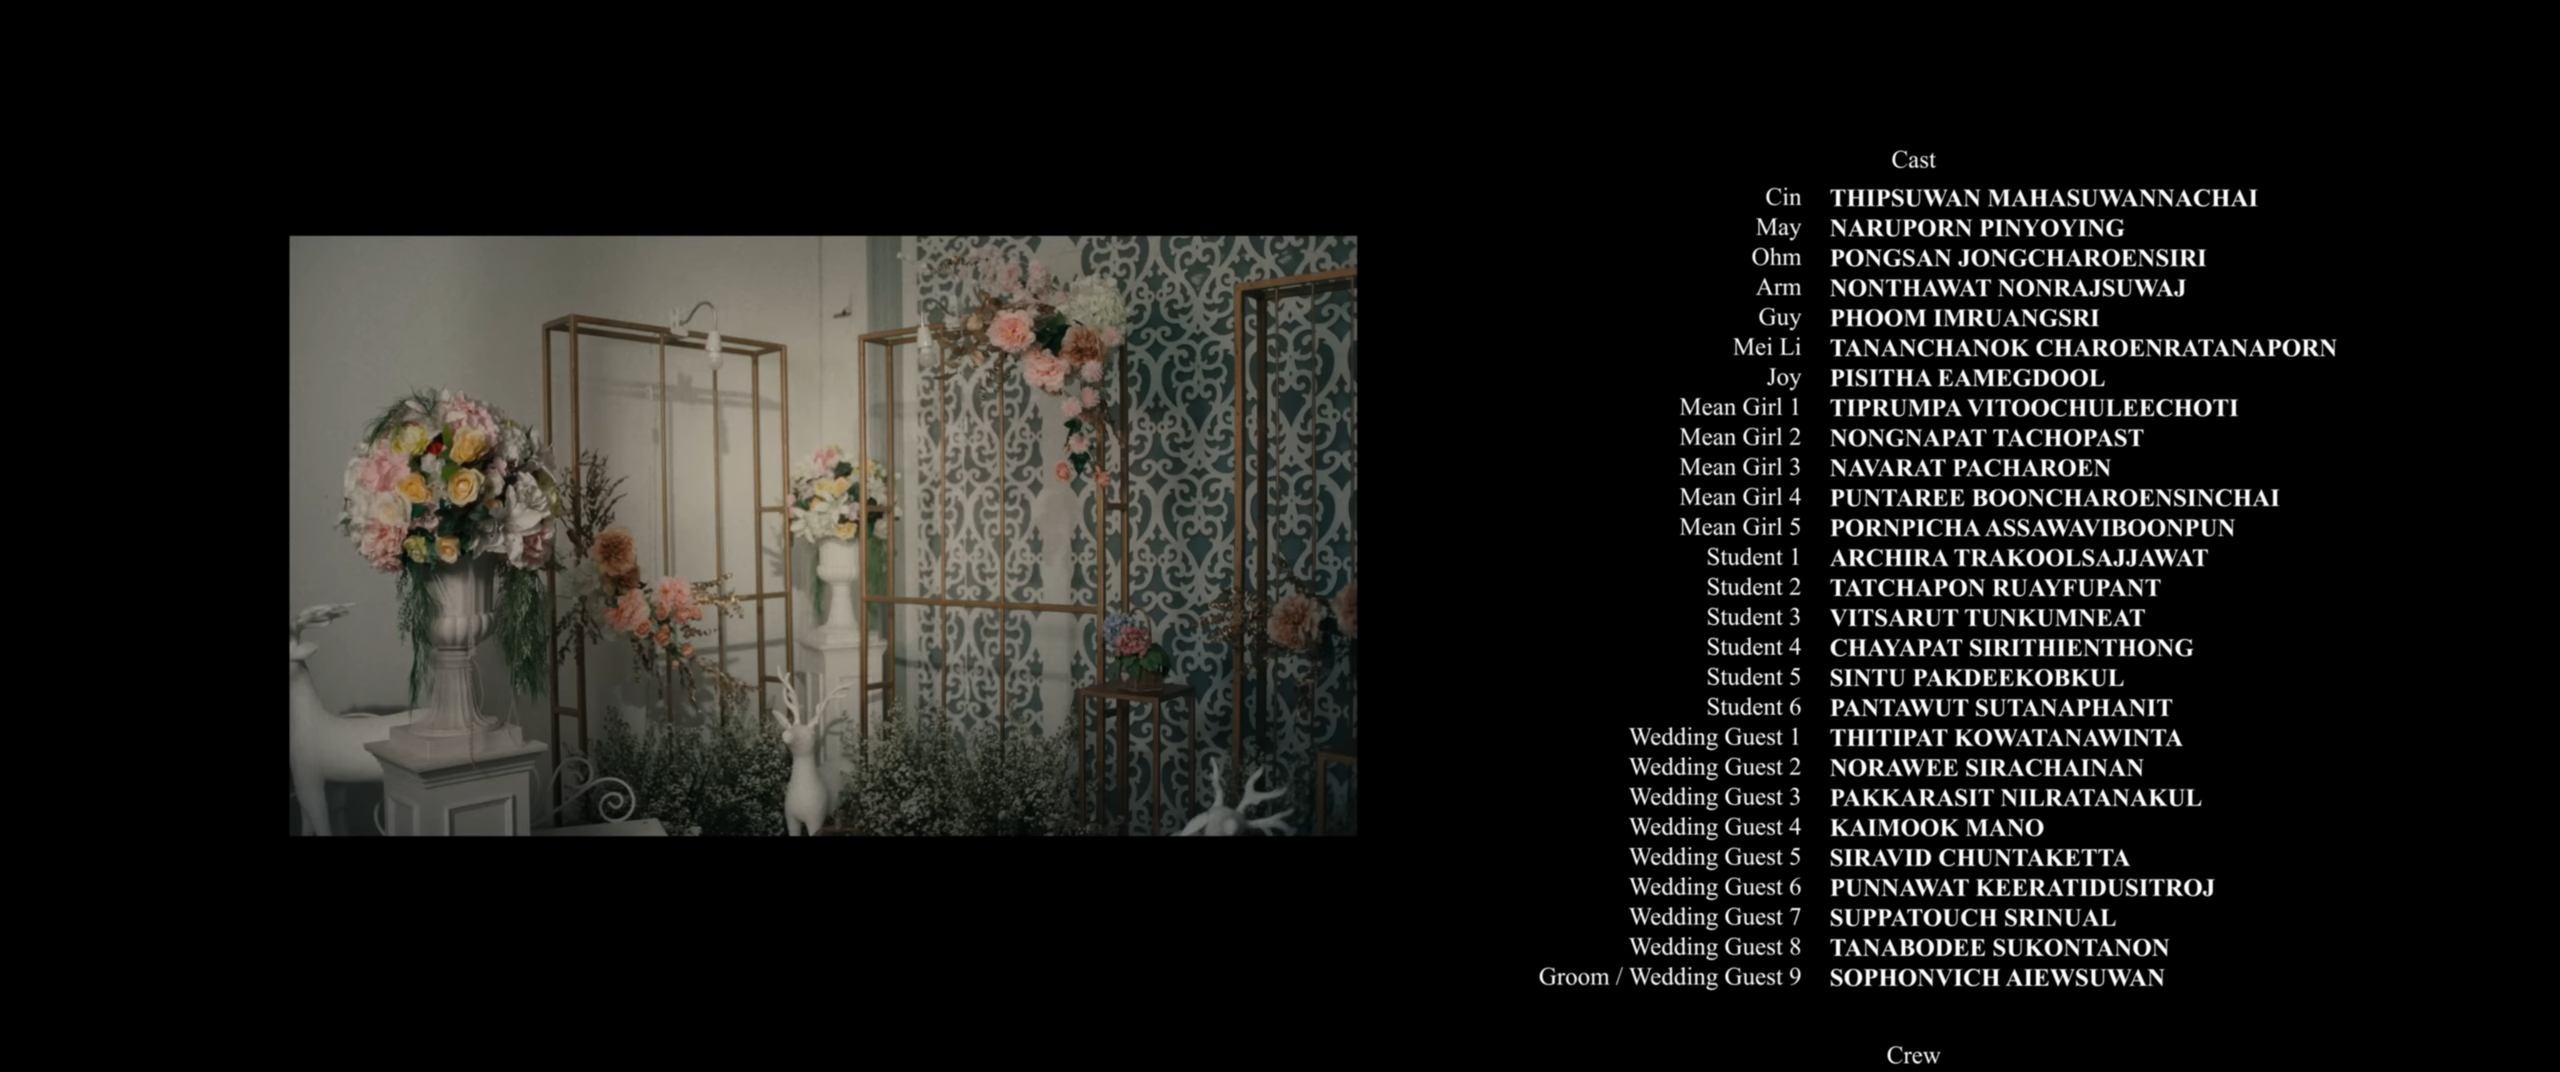 Cast
Cin THIPSUWAN MAHASUWANNACHAI
May NARUPORN PINYOYING
Ohm PONGSAN JONGCHAROENSIRI
Arm NONTHAWAT NONRAJSUWAJ
Guy PHOOM IMRUANGSRI
Mei Li TANANCHANOK CHAROENRATANAPORN
Joy PISITHA EAMEGDOOL
Mean Girl 1 TIPRUMPA VITOOCHULEECHOTI
Mean Girl 2 NONGNAPAT TACHOPAST
Mean Girl 3 NAVARAT PACHAROEN
Mean Girl 4 PUNTAREE BOONCHAROENSINCHAI
Mean Girl 5 PORNPICHA ASSAWAVIBOONPUN
Student 1 ARCHIRA TRAKOOLSAJJAWAT
Student 2 TATCHAPON RUAYFUPANT
Student 3 VITSARUT TUNKUMNEAT
Student 4 CHAYAPAT SIRITHIENTHONG
Student 5 SINTU PAKDEEKOBKUL
Student 6 PANTAWUT SUTANAPHANIT
Wedding Guest 1 THITIPAT KOWATANAWINTA
Wedding Guest 2 NORAWEE SIRACHAINAN
Wedding Guest 3 PAKKARASIT NILRATANAKUL
Wedding Guest 4 KAIMOOK MANO
Wedding Guest 5 SIRAVID CHUNTAKETTA
Wedding Guest 6 PUNNAWAT KEERATIDUSITROJ
Wedding Guest 7 SUPPATOUCH SRINUAL
Wedding Guest 8 TANABODEE SUKONTANON
Groom / Wedding Guest 9 SOPHONVICH AIEWSUWAN
Crew